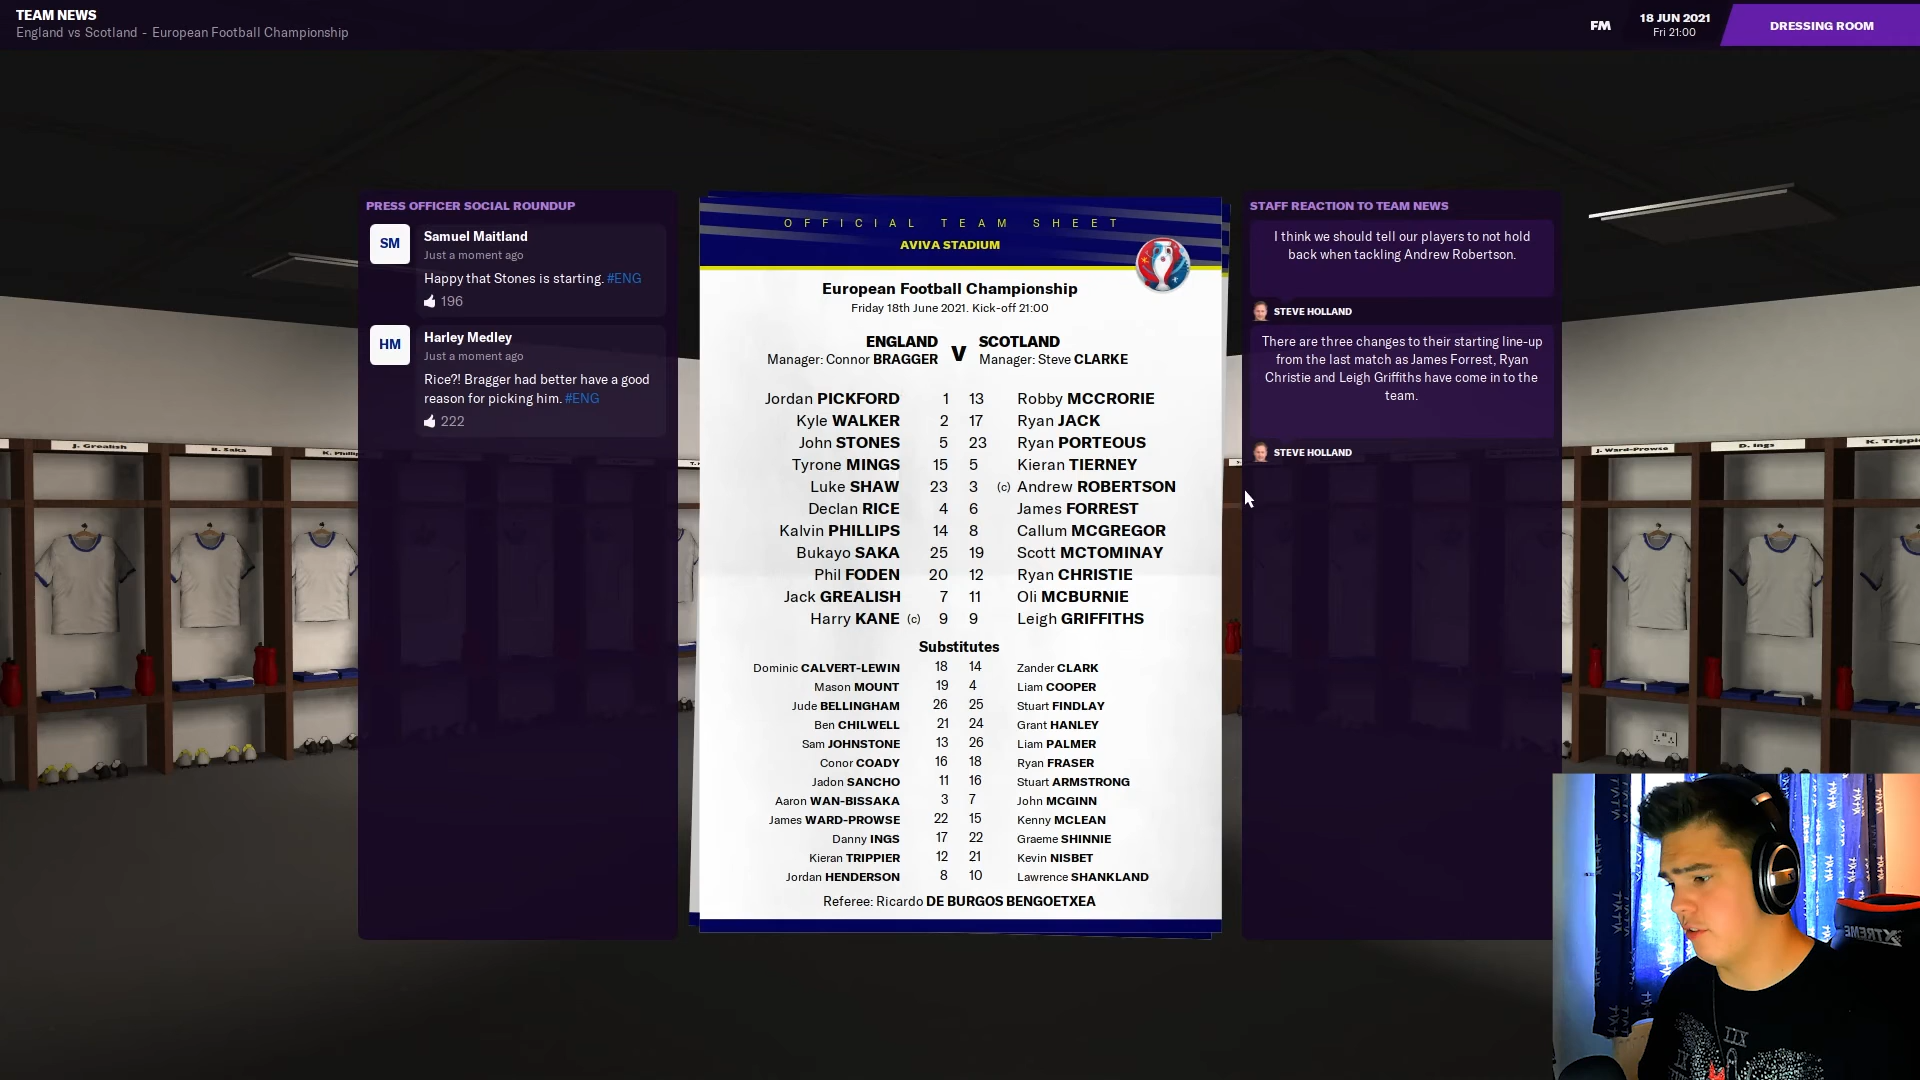 TEAM NEWS
England vs Scotland - European Football Championship
FM
18 JUN 2021
Fri 21:00
DRESSING ROOM
PRESS OFFICER SOCIAL ROUNDUP
SM
Samuel Maitland
Just a moment ago
Happy that Stones is starting. #ENG
196
HM
Harley Medley
Just a moment ago
Rice?! Bragger had better have a good
reason for picking him. #ENG
222
OFFICIAL TEAM SHEET
AVIVA STADIUM
European Football Championship
Friday 18th June 2021. Kick-off 21:00
ENGLAND V SCOTLAND
Manager: Connor BRAGGER Manager: Steve CLARKE
Jordan PICKFORD 1 13 Robby MCCRORIE
Kyle WALKER 2 17 Ryan JACK
John STONES 5 23 Ryan PORTEOUS
Tyrone MINGS 15 5 Kieran TIERNEY
Luke SHAW 23 3 (c) Andrew ROBERTSON
Declan RICE 4 6 James FORREST
Kalvin PHILLIPS 14 8 Callum MCGREGOR
Bukayo SAKA 25 19 Scott MCTOMINAY
Phil FODEN 20 12 Ryan CHRISTIE
Jack GREALISH 7 11 Oli MCBURNIE
Harry KANE (c) 9 9 Leigh GRIFFITHS
Substitutes
Dominic CALVERT-LEWIN 18 14 Zander CLARK
Mason MOUNT 19 4 Liam COOPER
Jude BELLINGHAM 26 25 Stuart FINDLAY
Ben CHILWELL 21 24 Grant HANLEY
Sam JOHNSTONE 13 26 Liam PALMER
Conor COADY 16 18 Ryan FRASER
Jadon SANCHO 11 16 Stuart ARMSTRONG
Aaron WAN-BISSAKA 3 7 John MCGINN
James WARD-PROWSE 22 15 Kenny MCLEAN
Danny INGS 17 22 Graeme SHINNIE
Kieran TRIPPIER 12 21 Kevin NISBET
Jordan HENDERSON 8 10 Lawrence SHANKLAND
Referee: Ricardo DE BURGOS BENGOETXEA
STAFF REACTION TO TEAM NEWS
I think we should tell our players to not hold
back when tackling Andrew Robertson.
STEVE HOLLAND
There are three changes to their starting line-up
from the last match as James Forrest, Ryan
Christie and Leigh Griffiths have come in to the
team.
STEVE HOLLAND
J. Grealish
B. Saka
K. Phillip
J. Ward-Prowse
D. Ings
K. Trippi
XTREME
XII